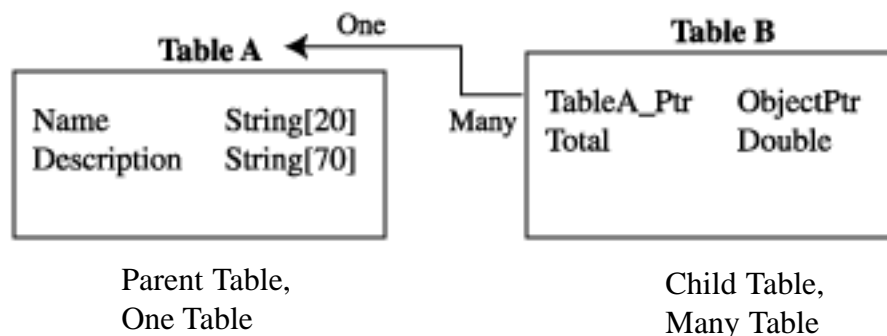 One
Table A
Table B
Name String[20]
Description String[70]
Many
TableA_Ptr ObjectPtr
Total Double
Parent Table,
One Table
Child Table,
Many Table